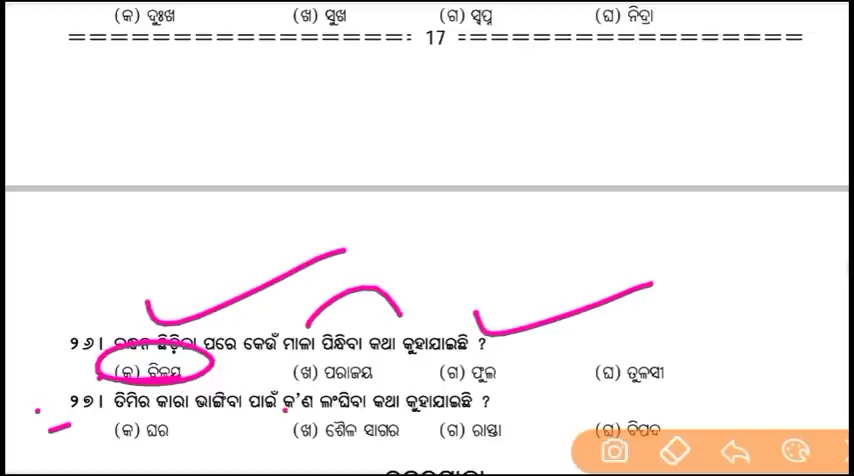 (କ) ଦୁଃଖ (ଖ) ସୁଖ (ଗ) ସ୍ୱପ୍ନ (ଘ) ନିଦ୍ରା
================: 17 ================
୨୬। ବନ୍ଧନ ଛିଡ଼ିବା ପରେ କେଉଁ ମାଳା ପିନ୍ଧିବା କଥା କୁହାଯାଇଛି ?
(କ) ବିଜୟ (ଖ) ପରାଜୟ (ଗ) ଫୁଲ (ଘ) ତୁଳସୀ
୨୭। ତିମିର କାରା ଭାଙ୍ଗିବା ପାଇଁ କ'ଣ ଲଂଘିବା କଥା କୁହାଯାଇଛି ?
(କ) ଘର (ଖ) ଶୈଳ ସାଗର (ଗ) ରାସ୍ତା (ଘ) ବିପଦ